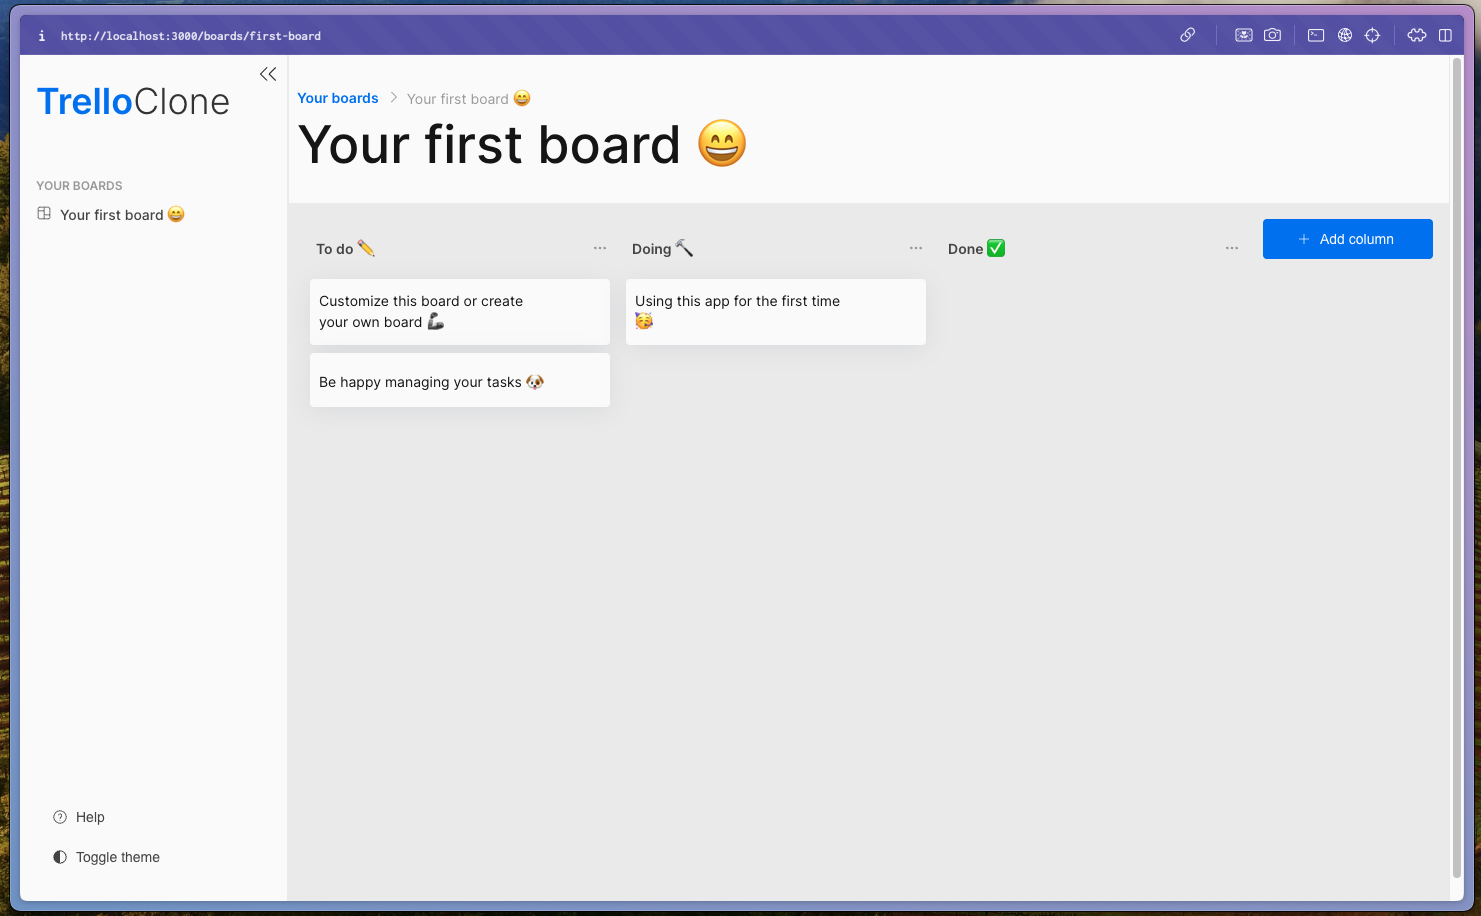 http://localhost:3000/boards/first-board
TrelloClone
YOUR BOARDS
Your first board 😄
Help
Toggle theme
Your boards > Your first board 😄
Your first board 😄
To do ✏️ ···
Customize this board or create
your own board 🦾
Be happy managing your tasks 🐶
Doing 🔨 ···
Using this app for the first time
🥳
Done ✅ ···
+ Add column